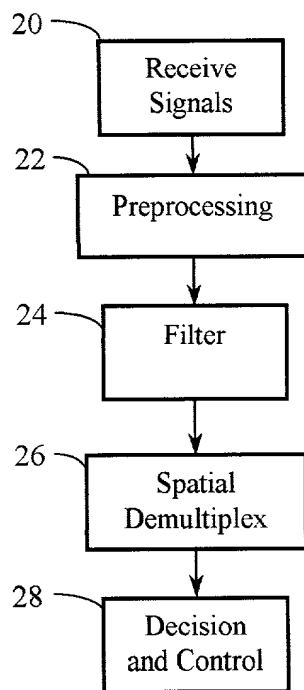 20
Receive
Signals
22
Preprocessing
24
Filter
26
Spatial
Demultiplex
28
Decision
and Control